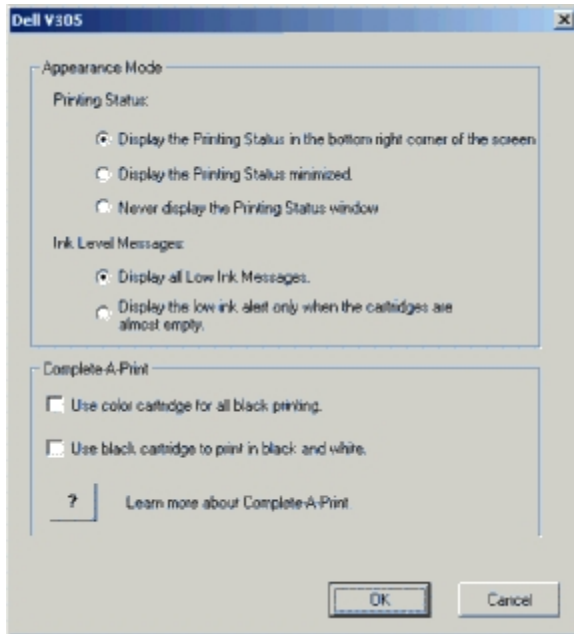 Dell V305
Appearance Mode
Printing Status:
Display the Printing Status in the bottom right corner of the screen
Display the Printing Status minimized.
Never display the Printing Status window
Ink Level Messages:
Display all Low Ink Messages.
Display the low ink alert only when the cartridges are
almost empty.
Complete-A-Print
Use color cartridge for all black printing.
Use black cartridge to print in black and white.
?
Learn more about Complete-A-Print
OK
Cancel